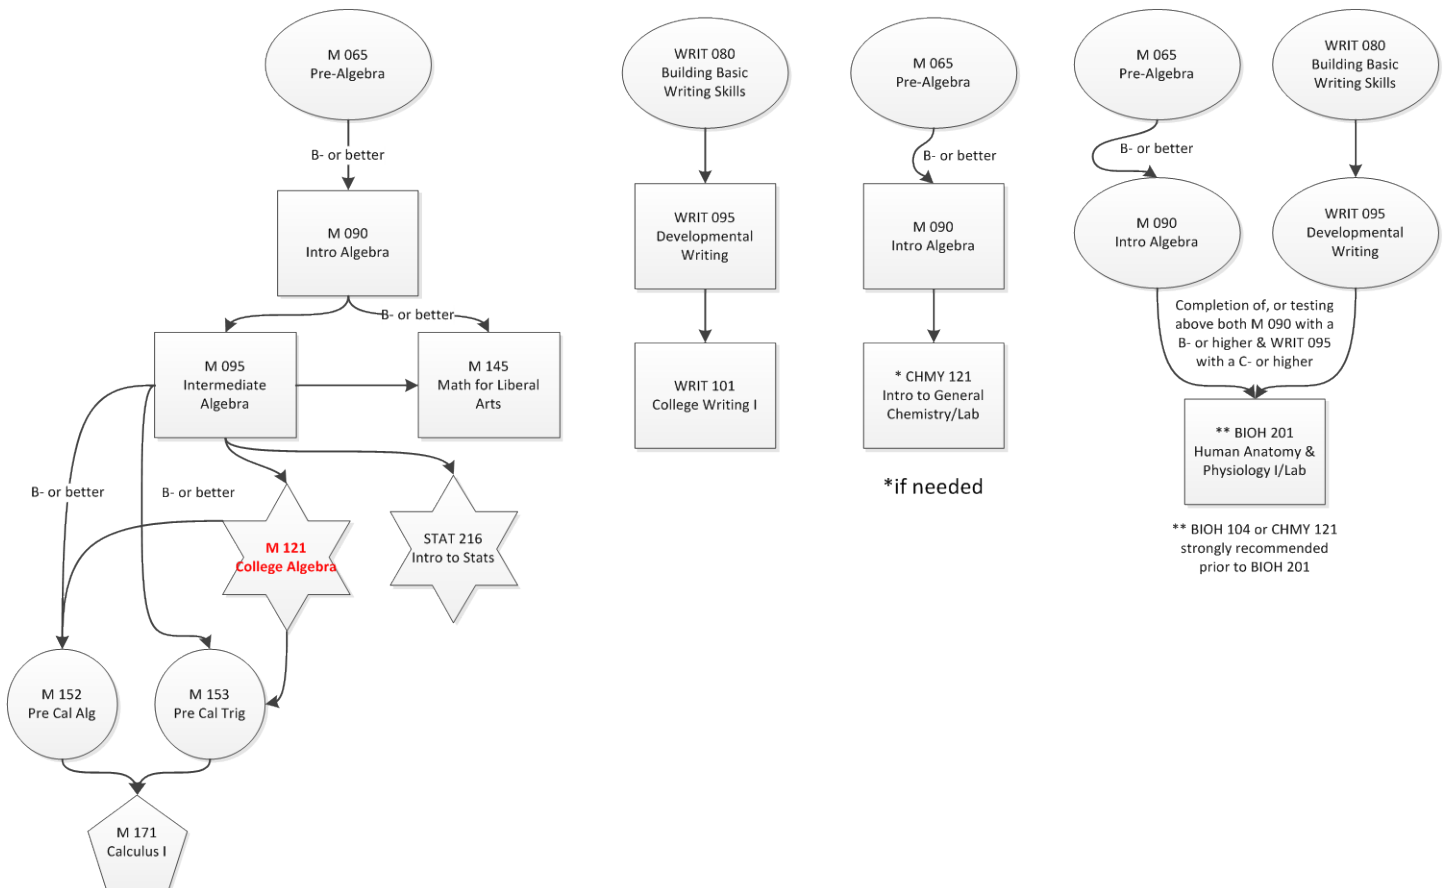 M 065
Pre-Algebra
B- or better
M 090
Intro Algebra
B- or better
M 095
Intermediate
Algebra
M 145
Math for Liberal
Arts
B- or better
B- or better
M 121
College Algebra
STAT 216
Intro to Stats
M 152
Pre Cal Alg
M 153
Pre Cal Trig
M 171
Calculus I
WRIT 080
Building Basic
Writing Skills
WRIT 095
Developmental
Writing
WRIT 101
College Writing I
M 065
Pre-Algebra
B- or better
M 090
Intro Algebra
* CHMY 121
Intro to General
Chemistry/Lab
*if needed
M 065
Pre-Algebra
WRIT 080
Building Basic
Writing Skills
B- or better
M 090
Intro Algebra
WRIT 095
Developmental
Writing
Completion of, or testing
above both M 090 with a
B- or higher & WRIT 095
with a C- or higher
** BIOH 201
Human Anatomy &
Physiology I/Lab
** BIOH 104 or CHMY 121
strongly recommended
prior to BIOH 201